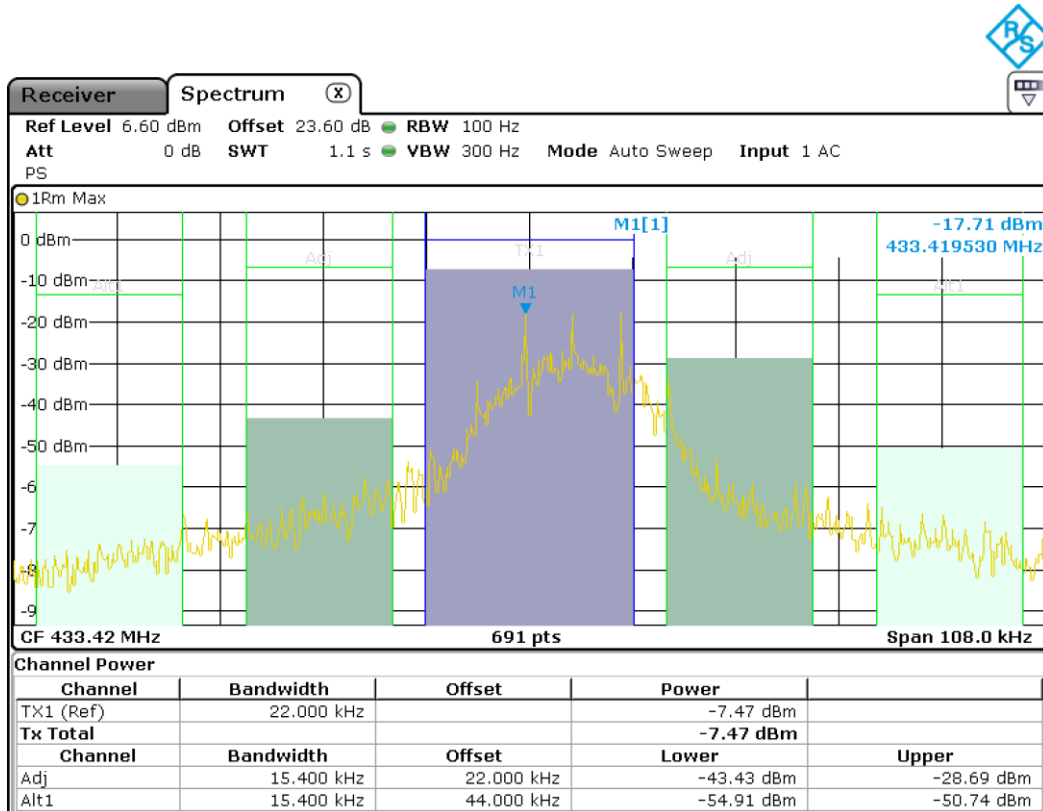 R/S
Receiver Spectrum X
Ref Level 6.60 dBm Offset 23.60 dB RBW 100 Hz
Att 0 dB SWT 1.1 s VBW 300 Hz Mode Auto Sweep Input 1 AC
PS
1Rm Max
M1[1] -17.71 dBm
433.419530 MHz
0 dBm
Adj TX1 Adj
-10 dBm
Alt1 Alt1
M1
-20 dBm
-30 dBm
-40 dBm
-50 dBm
-6
-7
-8
-9
CF 433.42 MHz 691 pts Span 108.0 kHz
Channel Power
Channel Bandwidth Offset Power
TX1 (Ref) 22.000 kHz -7.47 dBm
Tx Total -7.47 dBm
Channel Bandwidth Offset Lower Upper
Adj 15.400 kHz 22.000 kHz -43.43 dBm -28.69 dBm
Alt1 15.400 kHz 44.000 kHz -54.91 dBm -50.74 dBm